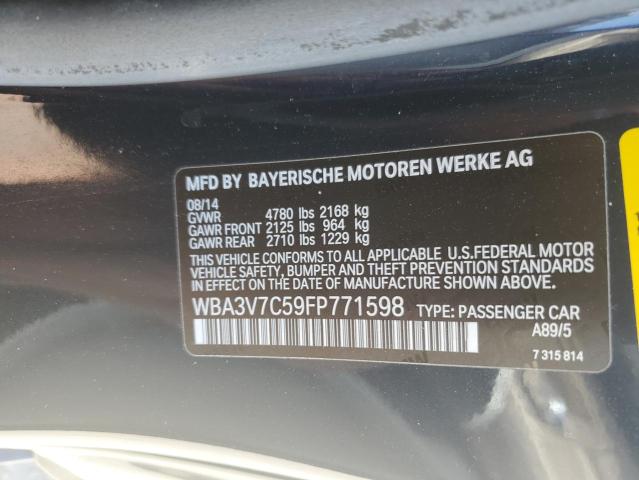 MFD BY BAYERISCHE MOTOREN WERKE AG
08/14
GVWR 4780 lbs 2168 kg
GAWR FRONT 2125 lbs 964 kg
GAWR REAR 2710 lbs 1229 kg
THIS VEHICLE CONFORMS TO ALL APPLICABLE U.S.FEDERAL MOTOR
VEHICLE SAFETY, BUMPER AND THEFT PREVENTION STANDARDS
IN EFFECT ON THE DATE OF MANUFACTURE SHOWN ABOVE.
WBA3V7C59FP771598 TYPE: PASSENGER CAR
A89/5
7 315 814